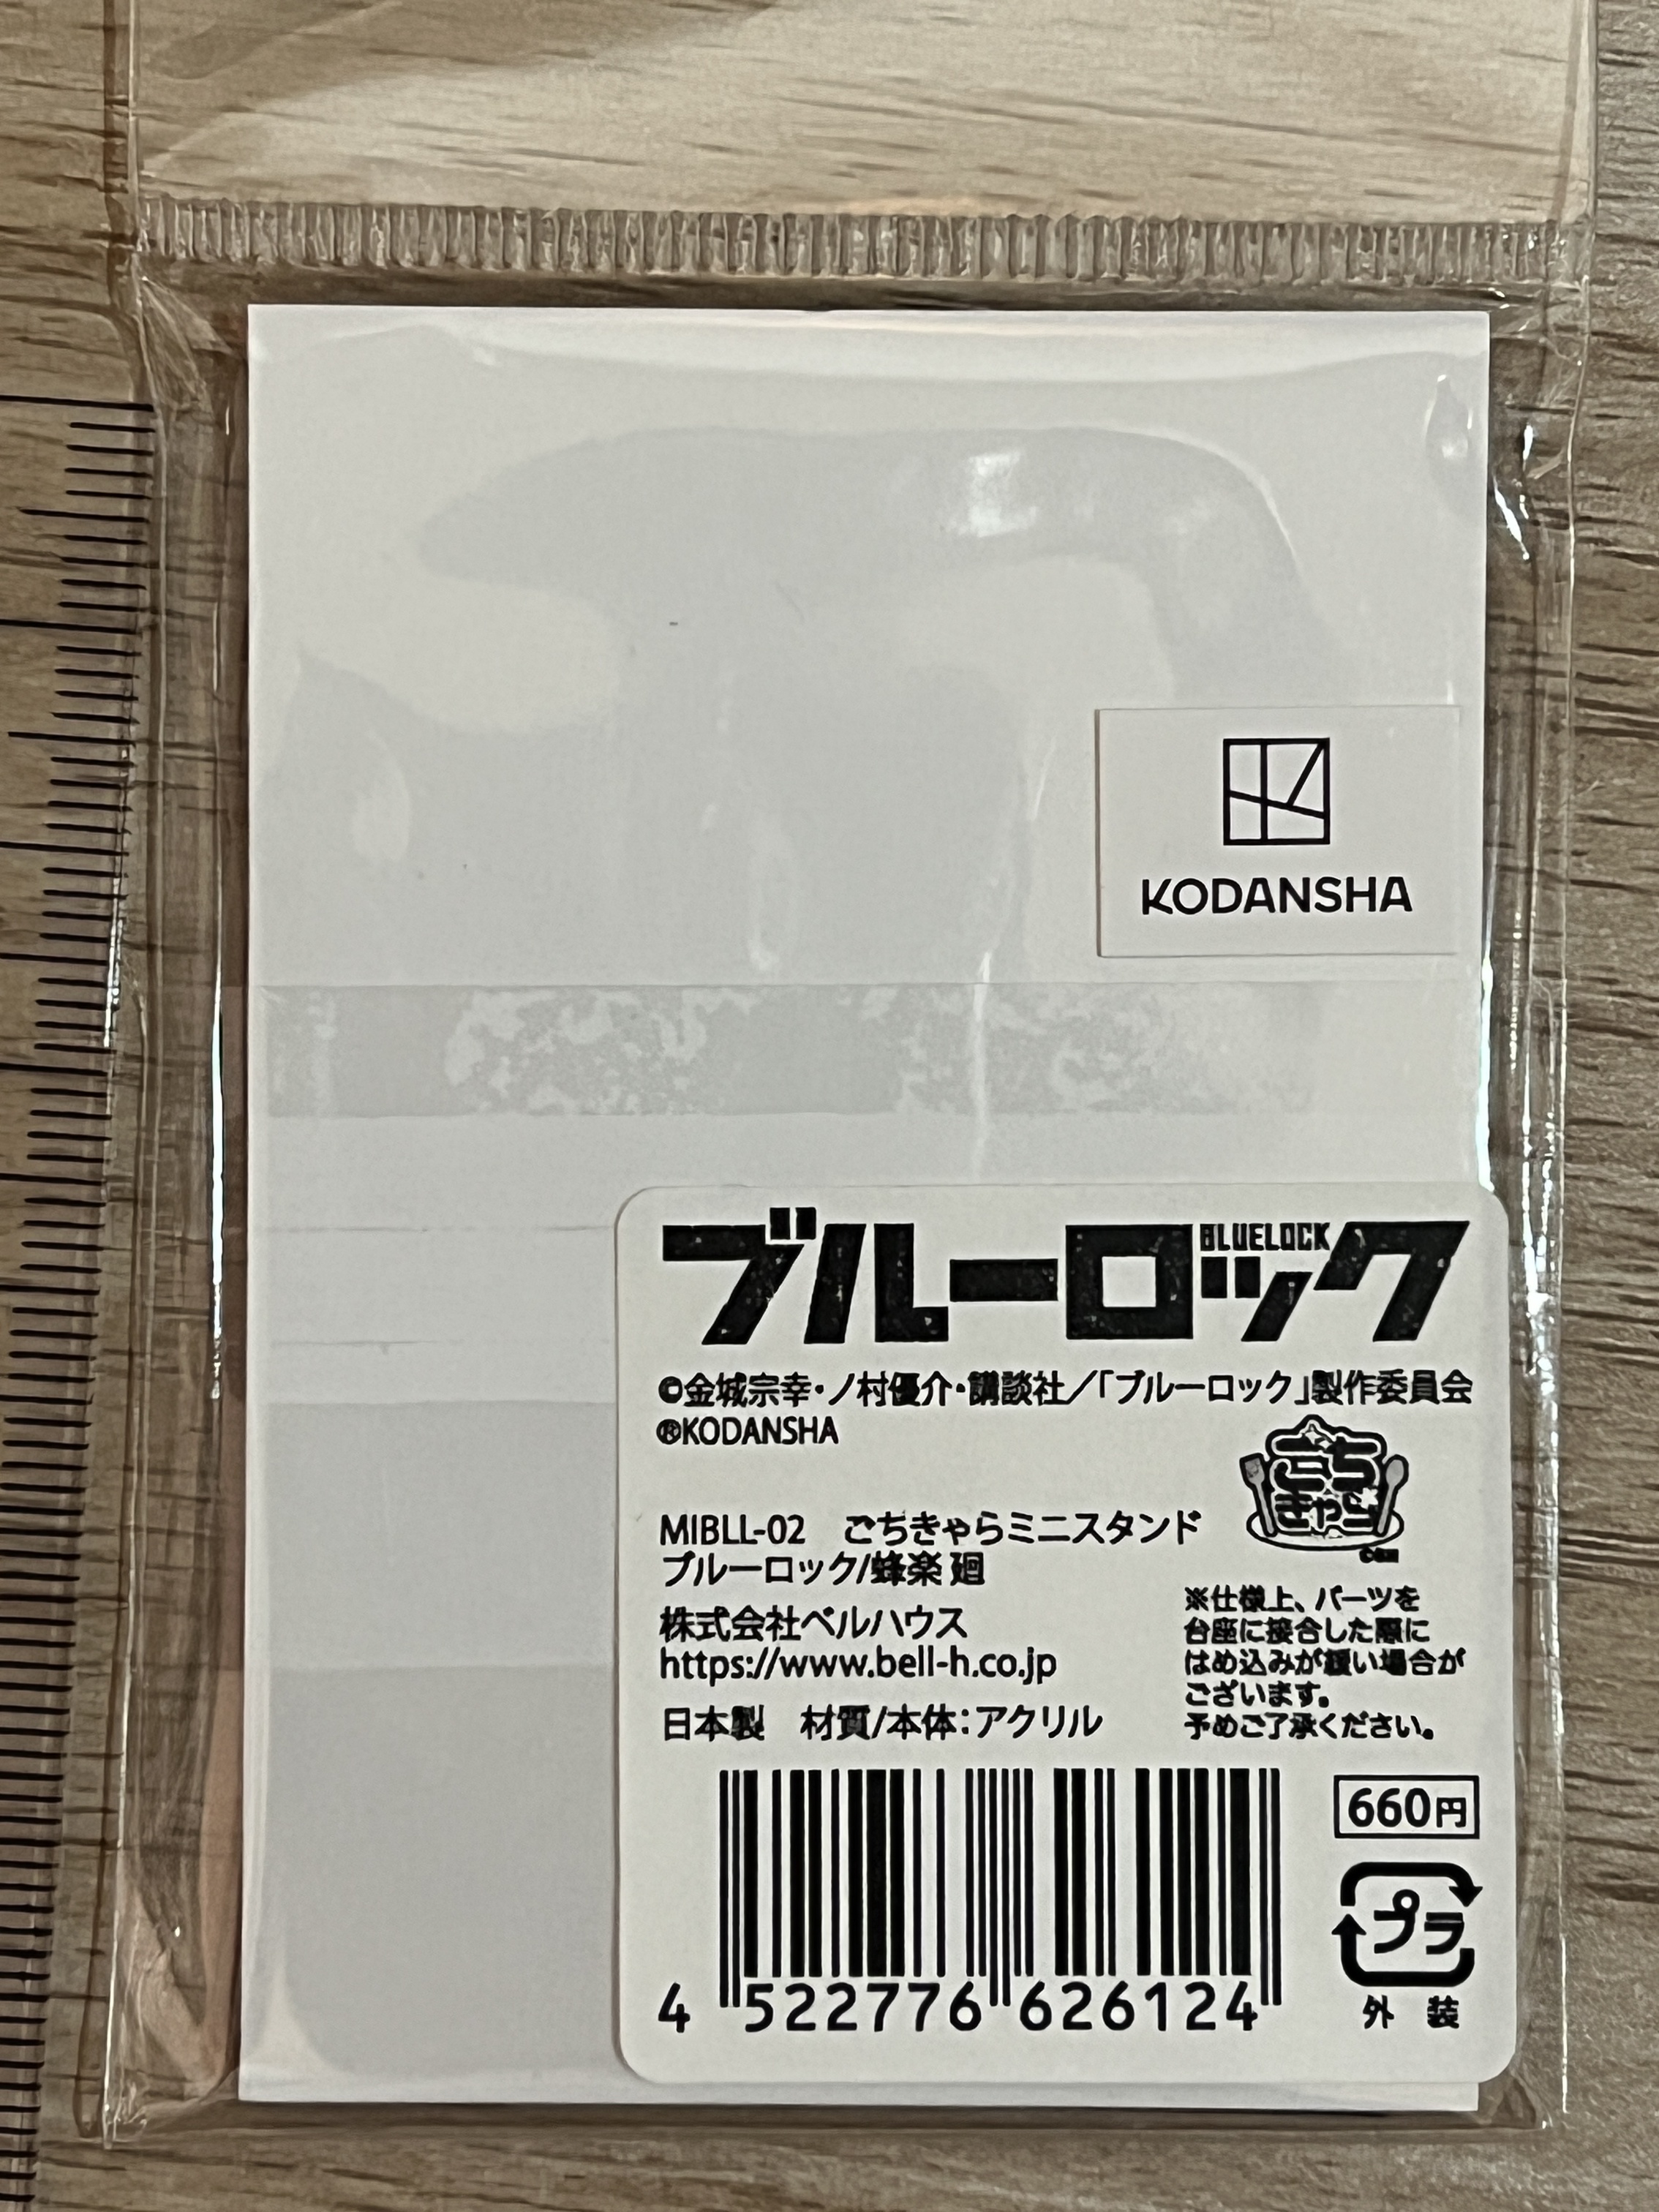 KODANSHA
ブルーロック
BLUELOCK
©金城宗幸・ノ村優介・講談社／「ブルーロック」製作委員会
®KODANSHA
ごち
きゃら
MIBLL-02　ごちきゃらミニスタンド
ブルーロック/蜂楽 廻
株式会社ベルハウス
https://www.bell-h.co.jp
日本製　材質/本体：アクリル
※仕様上、パーツを
台座に接合した際に
はめ込みが緩い場合が
ございます。
予めご了承ください。
660円
プラ
外 装
4 522776 626124